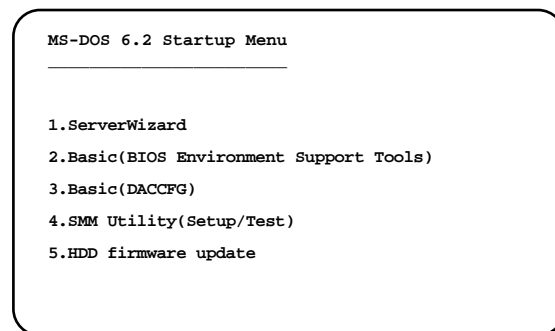 MS-DOS 6.2 Startup Menu
1.ServerWizard
2.Basic(BIOS Environment Support Tools)
3.Basic(DACCFG)
4.SMM Utility(Setup/Test)
5.HDD firmware update